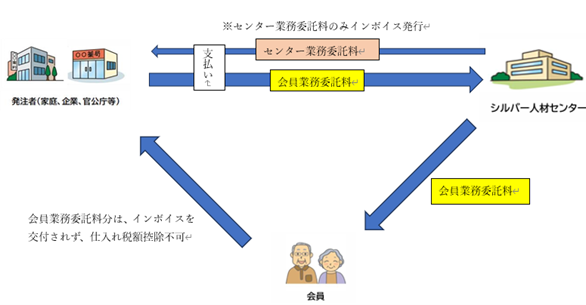 ※センター業務委託料のみインボイス発行↵
センター業務委託料↵
支払い↵
会員業務委託料↵
〇〇薬局
発注者（家庭、企業、官公庁等）
シルバー人材センター
会員業務委託料↵
会員業務委託料分は、インボイスを
交付されず、仕入れ税額控除不可↵
会員